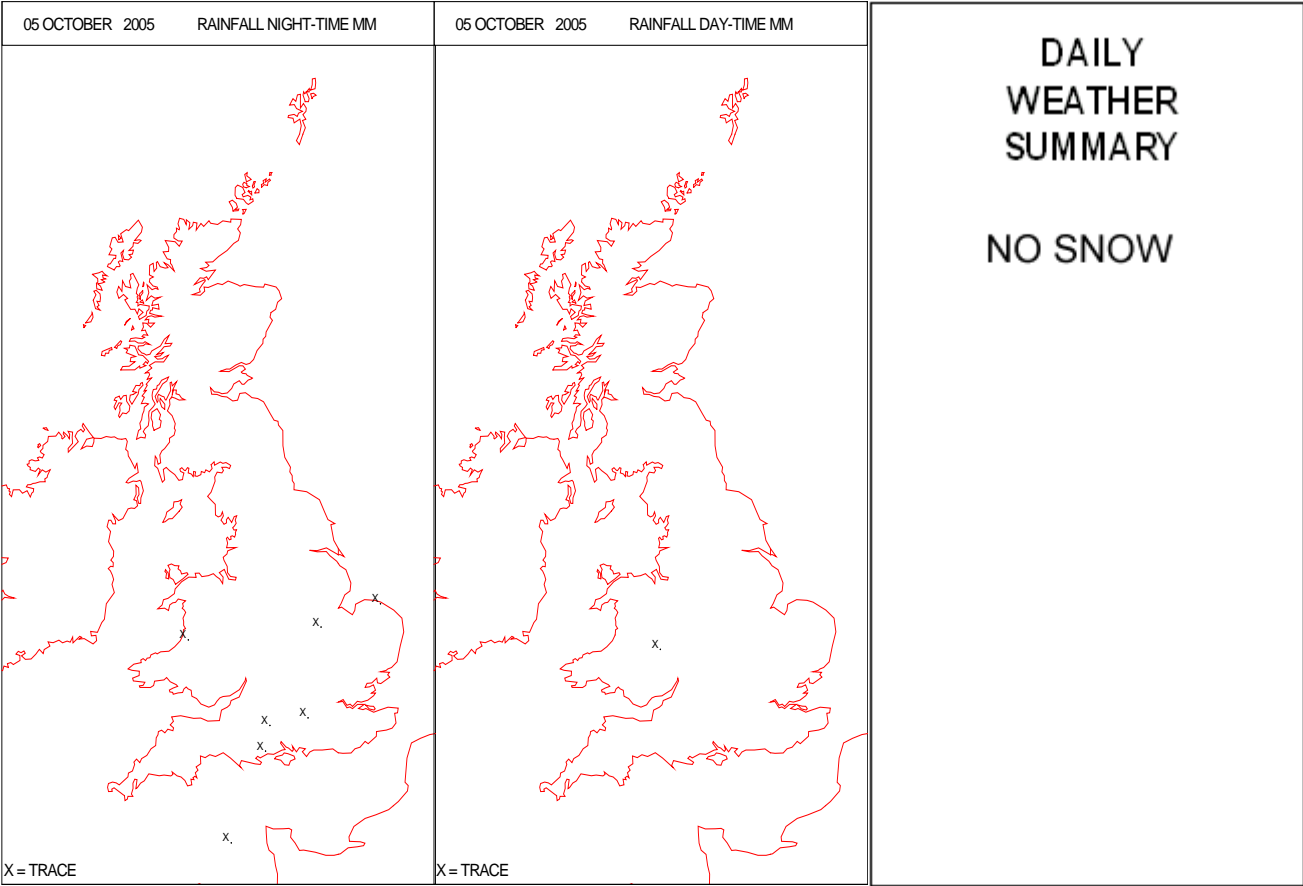 05 OCTOBER 2005 RAINFALL NIGHT-TIME MM
X.
X.
X.
X.
X.
X.
X.
X = TRACE
05 OCTOBER 2005 RAINFALL DAY-TIME MM
X.
X = TRACE
DAILY
WEATHER
SUMMARY
NO SNOW